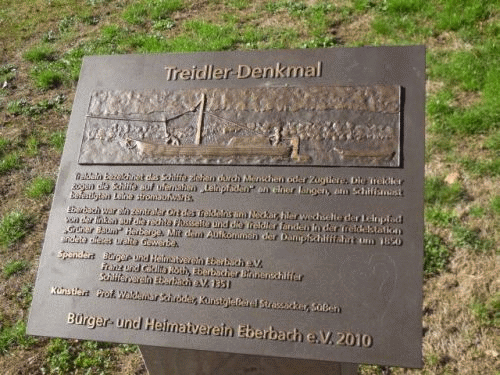 Treidler-Denkmal
Treideln bezeichnet das Schiffe ziehen durch Menschen oder Zugtiere. Die Treidler
zogen die Schiffe auf ufernahen „Leinpfaden“ an einer langen, am Schiffsmast
befestigten Leine stromaufwärts.
Eberbach war ein zentraler Ort des Treidelns am Neckar, hier wechselte der Leinpfad
von der linken auf die rechte Flussseite und die Treidler fanden in der Treidelstation
„Grüner Baum“ Herberge. Mit dem Aufkommen der Dampfschifffahrt um 1850
endete dieses uralte Gewerbe.
Spender: Bürger- und Heimatverein Eberbach e.V.
Franz und Cäcilia Roth, Eberbacher Binnenschiffer
Schifferverein Eberbach e.V. 1351
Künstler: Prof. Waldemar Schröder, Kunstgießerei Strassacker, Süßen
Bürger- und Heimatverein Eberbach e.V. 2010